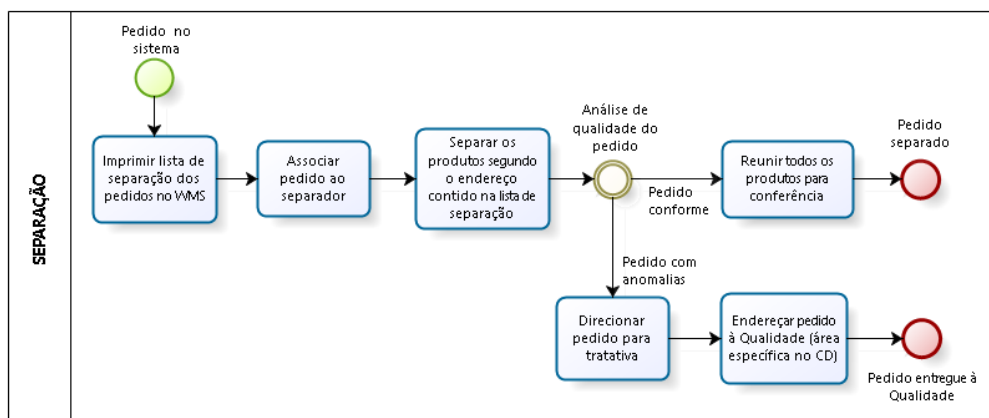 SEPARAÇÃO
Pedido no
sistema
Imprimir lista de
separação dos
pedidos no WMS
Associar
pedido ao
separador
Separar os
produtos segundo
o endereço
contido na lista de
separação
Análise de
qualidade do
pedido
Pedido
conforme
Reunir todos os
produtos para
conferência
Pedido
separado
Pedido com
anomalias
Direcionar
pedido para
tratativa
Endereçar pedido
à Qualidade (área
específica no CD)
Pedido entregue à
Qualidade